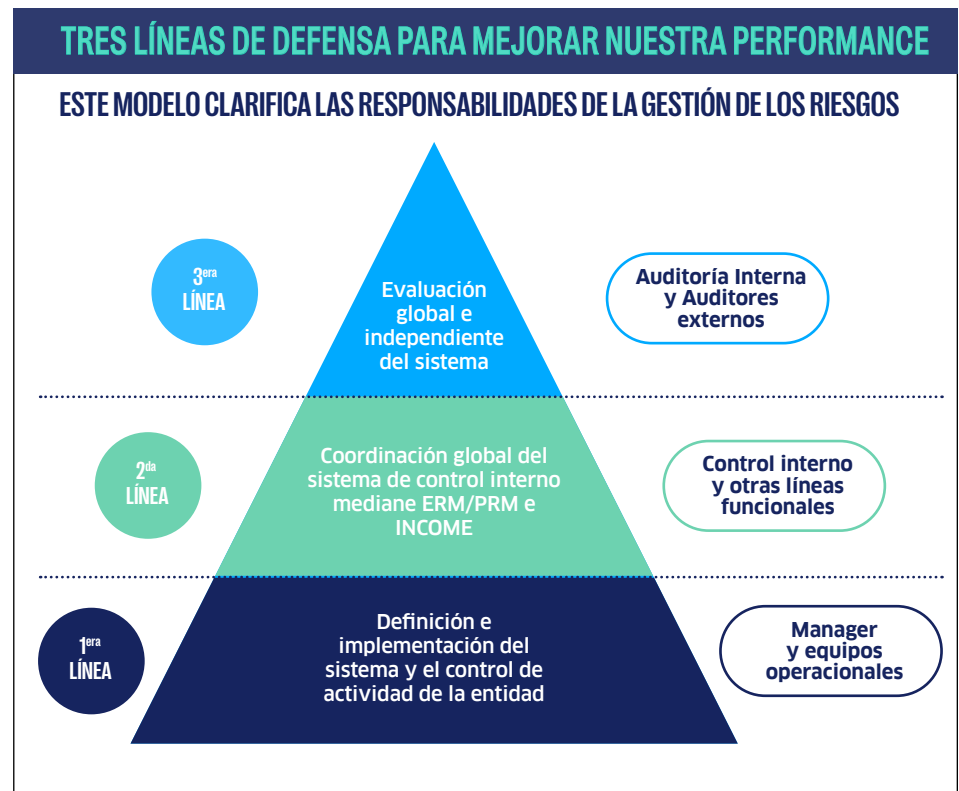 TRES LÍNEAS DE DEFENSA PARA MEJORAR NUESTRA PERFORMANCE
ESTE MODELO CLARIFICA LAS RESPONSABILIDADES DE LA GESTIÓN DE LOS RIESGOS
3era
LÍNEA
Evaluación
global e
independiente
del sistema
Auditoría Interna
y Auditores
externos
2da
LÍNEA
Coordinación global del
sistema de control interno
mediane ERM/PRM e
INCOME
Control interno
y otras líneas
funcionales
1era
LÍNEA
Definición e
implementación del
sistema y el control de
actividad de la entidad
Manager
y equipos
operacionales